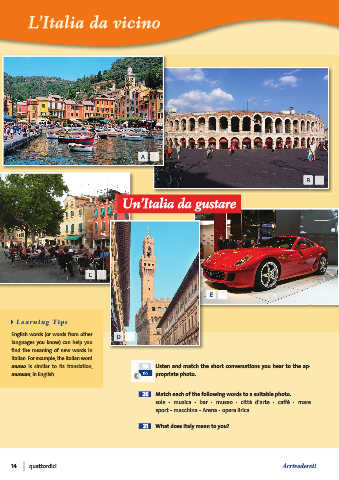 L'Italia da vicino
A
B
Un'Italia da gustare
C
E
D
Learning Tips
English words (or words from other
languages you know) can help you
find the meaning of new words in
Italian. For example, the Italian word
museo is similar to its translation,
museum, in English.
Listen and match the short conversations you hear to the ap-
propriate photo.
Match each of the following words to a suitable photo.
sole • musica • bar • museo • città d'arte • caffè • mare
sport • macchina • Arena • opera lirica
What does Italy mean to you?
14 quattordici Arrivederci!